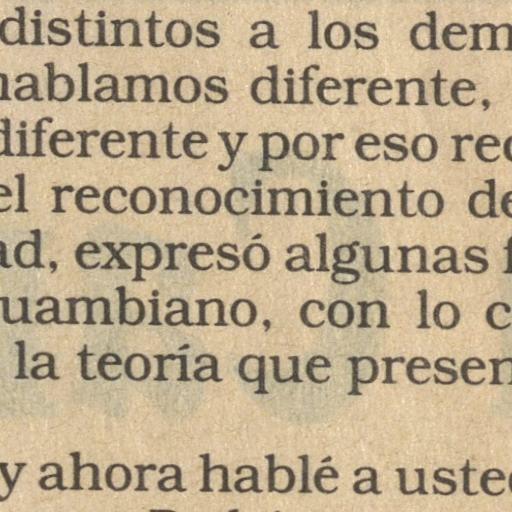 distintos a los dem
hablamos diferente,
diferente y por eso rec
el reconocimiento de
ad, expresó algunas f
uambiano, con lo c
la teoría que presen
y ahora hablé a usted